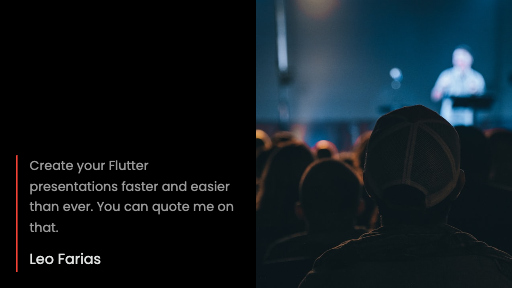 Create your Flutter
presentations faster and easier
than ever. You can quote me on
that.
Leo Farias